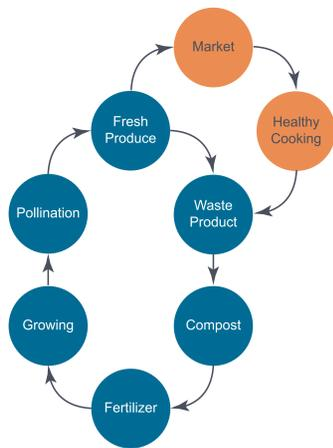 Market
Fresh
Produce
Healthy
Cooking
Pollination
Waste
Product
Growing
Compost
Fertilizer